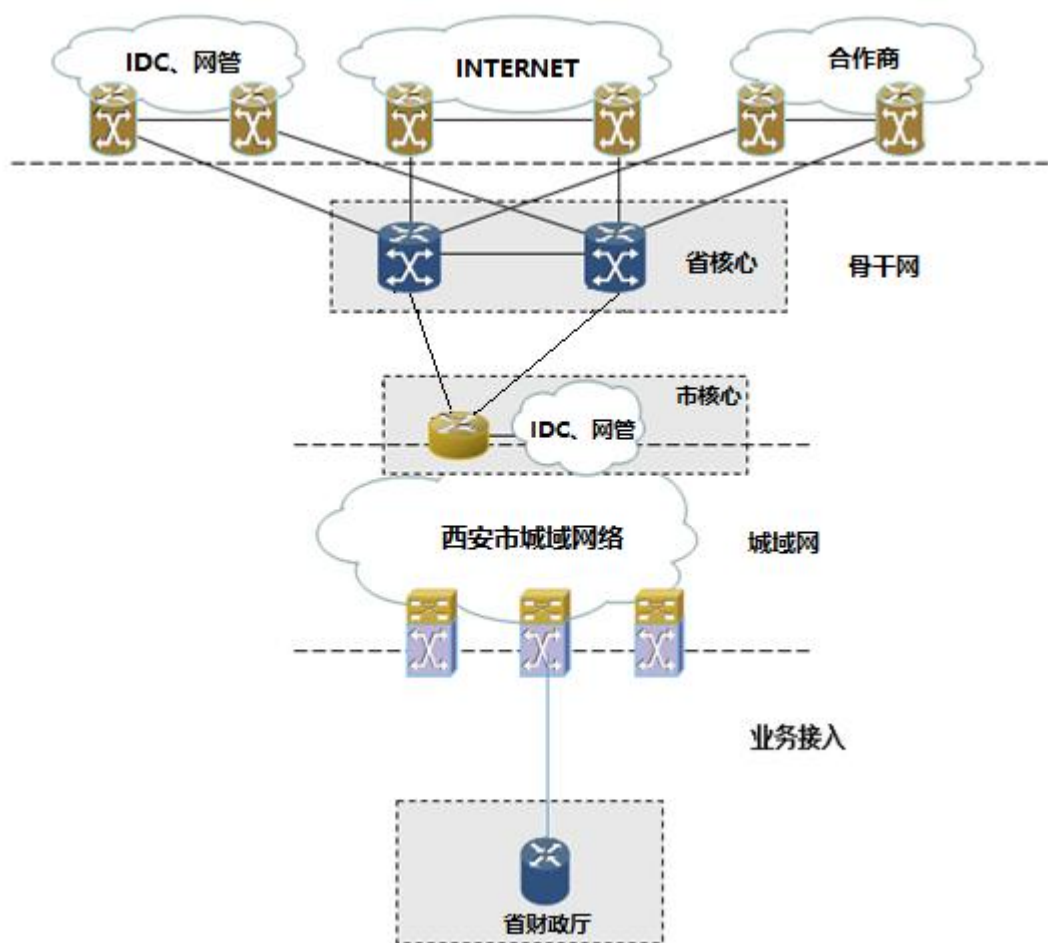 IDC、网管
INTERNET
合作商
省核心
骨干网
市核心
IDC、网管
西安市城域网络
城域网
业务接入
省财政厅